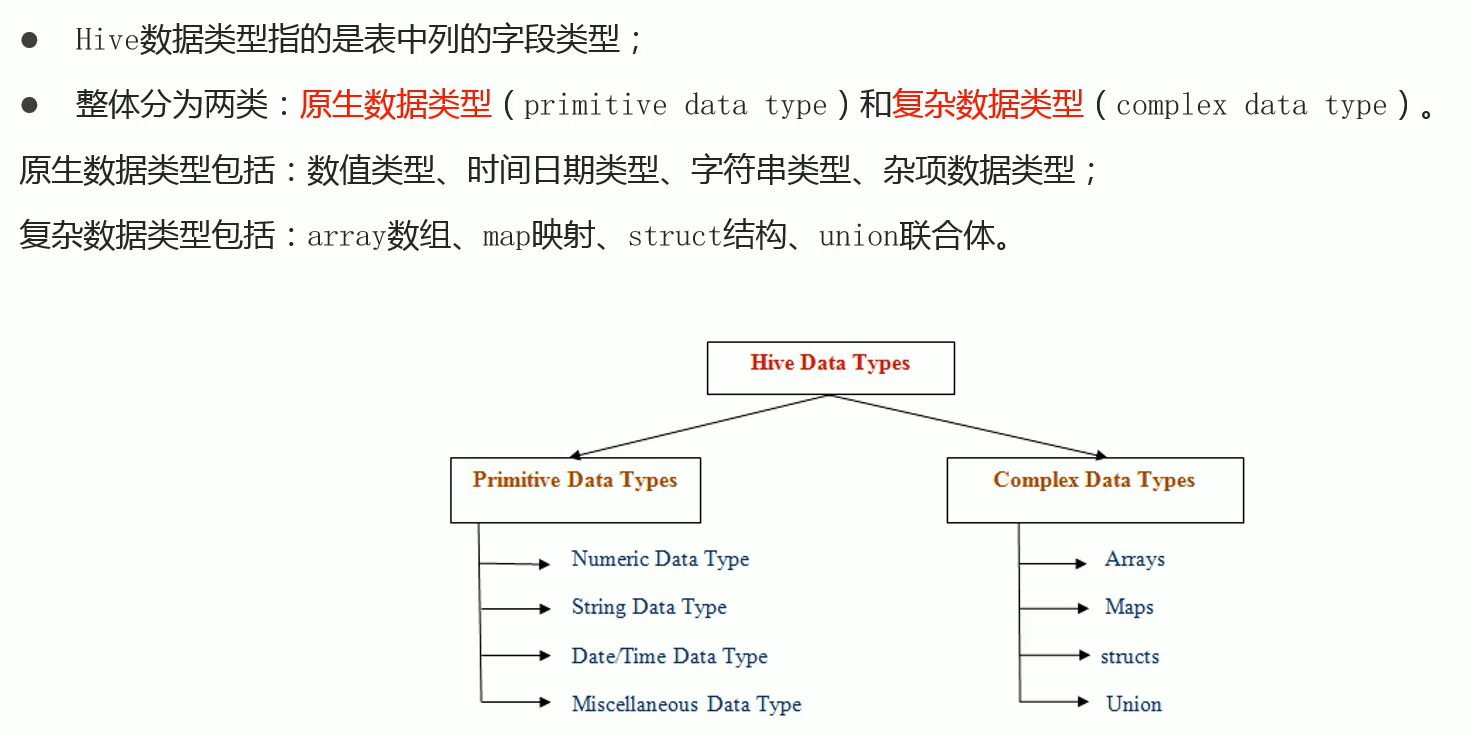 ● Hive数据类型指的是表中列的字段类型；
● 整体分为两类：原生数据类型（primitive data type）和复杂数据类型（complex data type）。
原生数据类型包括：数值类型、时间日期类型、字符串类型、杂项数据类型；
复杂数据类型包括：array数组、map映射、struct结构、union联合体。
Hive Data Types
Primitive Data Types
Numeric Data Type
String Data Type
Date/Time Data Type
Miscellaneous Data Type
Complex Data Types
Arrays
Maps
structs
Union